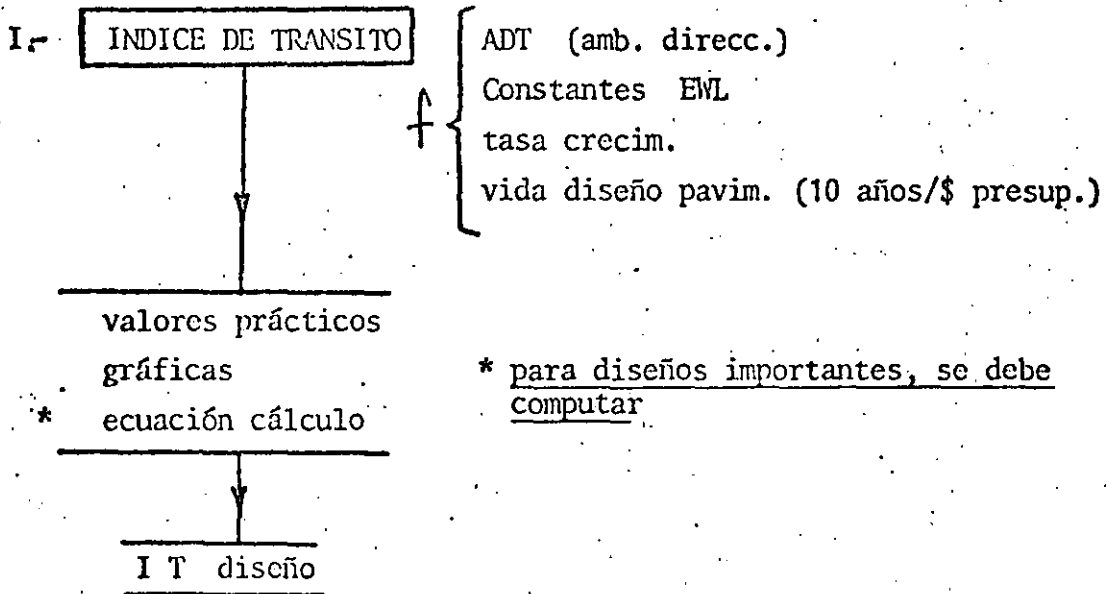 I.- INDICE DE TRANSITO
f
ADT (amb. direcc.)
Constantes EWL
tasa crecim.
vida diseño pavim. (10 años/$ presup.)
valores prácticos
gráficas
* ecuación cálculo
* para diseños importantes, se debe
computar
I T diseño